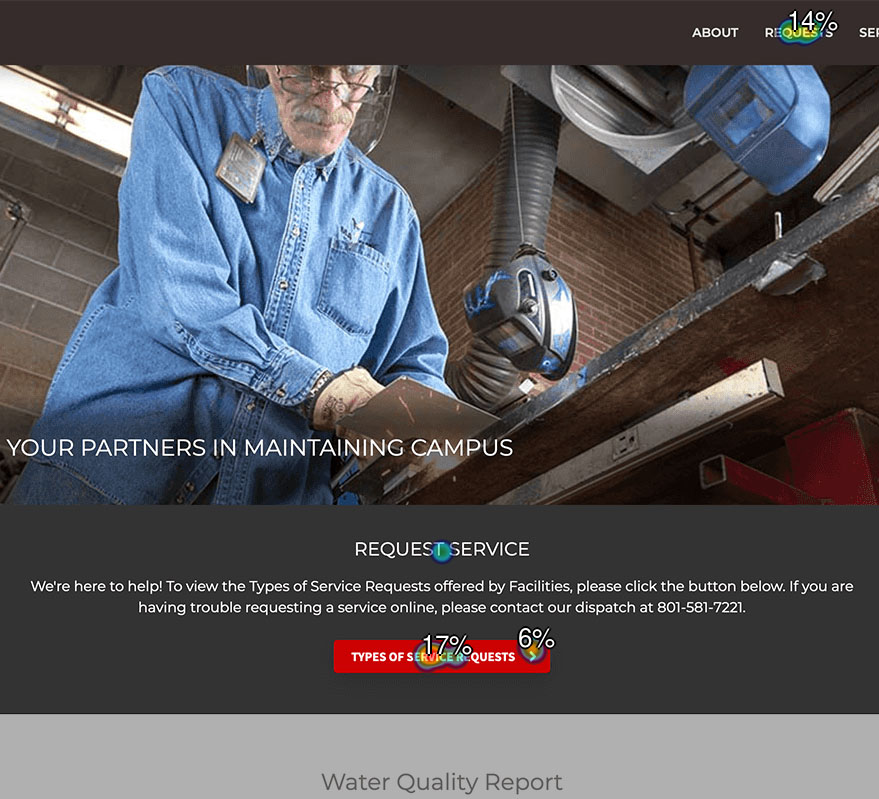 ABOUT REQUESTS SER
14%
YOUR PARTNERS IN MAINTAINING CAMPUS
REQUEST SERVICE
We're here to help! To view the Types of Service Requests offered by Facilities, please click the button below. If you are
having trouble requesting a service online, please contact our dispatch at 801-581-7221.
17% 6%
TYPES OF SERVICE REQUESTS
Water Quality Report